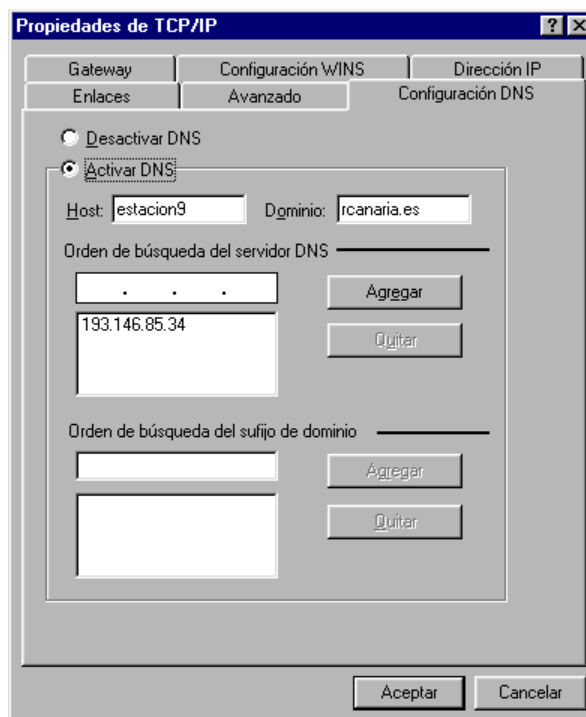 Propiedades de TCP/IP
Gateway Configuración WINS Dirección IP
Enlaces Avanzado Configuración DNS
Desactivar DNS
Activar DNS
Host: estacion9 Dominio: rcanaria.es
Orden de búsqueda del servidor DNS
. . . Agregar
193.146.85.34
Quitar
Orden de búsqueda del sufijo de dominio
Agregar
Quitar
Aceptar Cancelar